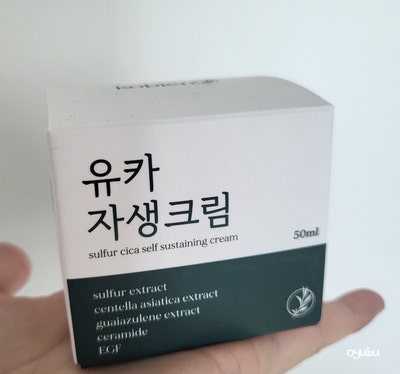 유카
자생크림
sulfur cica self sustaining cream
50ml
sulfur extract
centella asiatica extract
guaiazulene extract
ceramide
EGF
oyubu